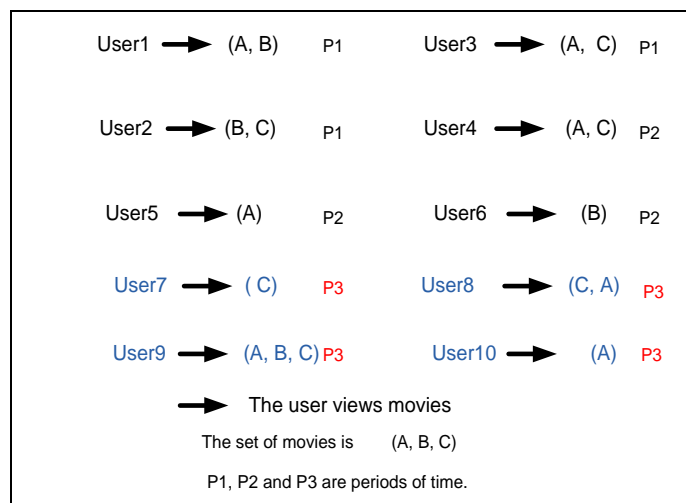 User1 (A, B) P1 User3 (A, C) P1
User2 (B, C) P1 User4 (A, C) P2
User5 (A) P2 User6 (B) P2
User7 ( C) P3 User8 (C, A) P3
User9 (A, B, C) P3 User10 (A) P3
The user views movies
The set of movies is (A, B, C)
P1, P2 and P3 are periods of time.